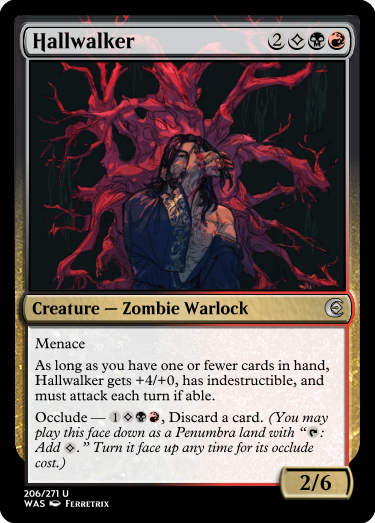 Hallwalker 2
Creature — Zombie Warlock
Menace
As long as you have one or fewer cards in hand,
Hallwalker gets +4/+0, has indestructible, and
must attack each turn if able.
Occlude — 1, Discard a card. (You may
play this face down as a Penumbra land with “:
Add .” Turn it face up any time for its occlude
cost.)
2/6
206/271 U
WAS Ferretrix